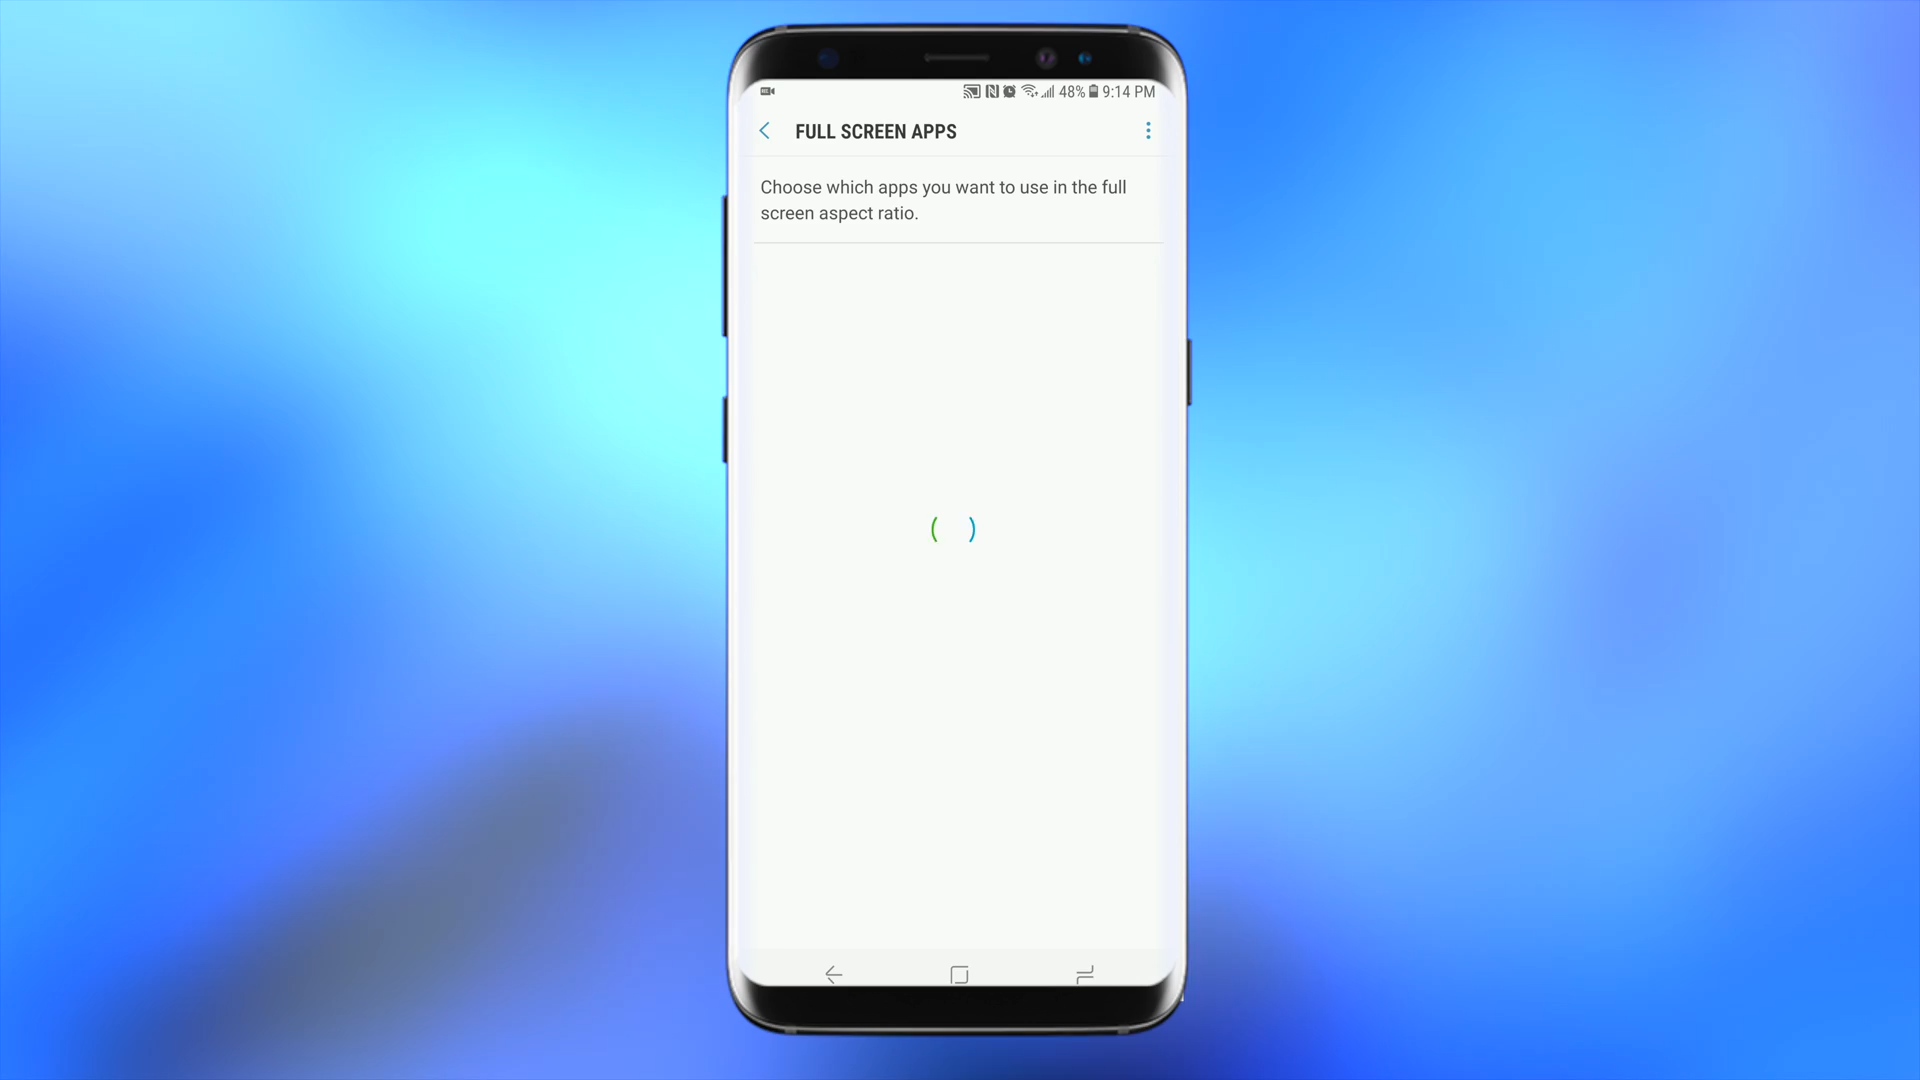 48% 9:14 PM
FULL SCREEN APPS
Choose which apps you want to use in the full
screen aspect ratio.